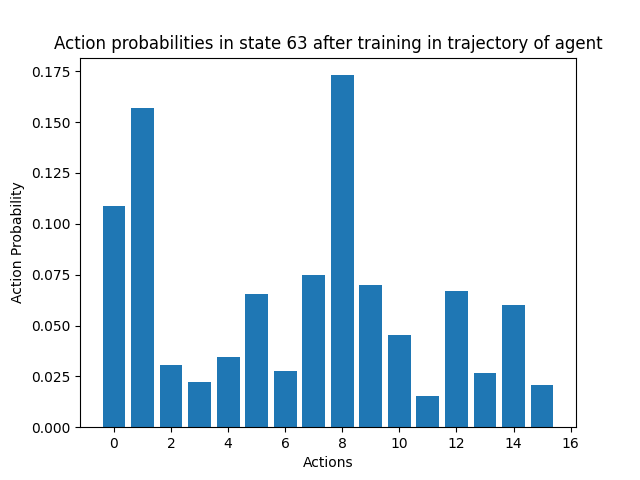 Action probabilities in state 63 after training in trajectory of agent
0.175
0.150
0.125
0.100
0.075
0.050
0.025
0.000
Action Probability
0 2 4 6 8 10 12 14 16
Actions